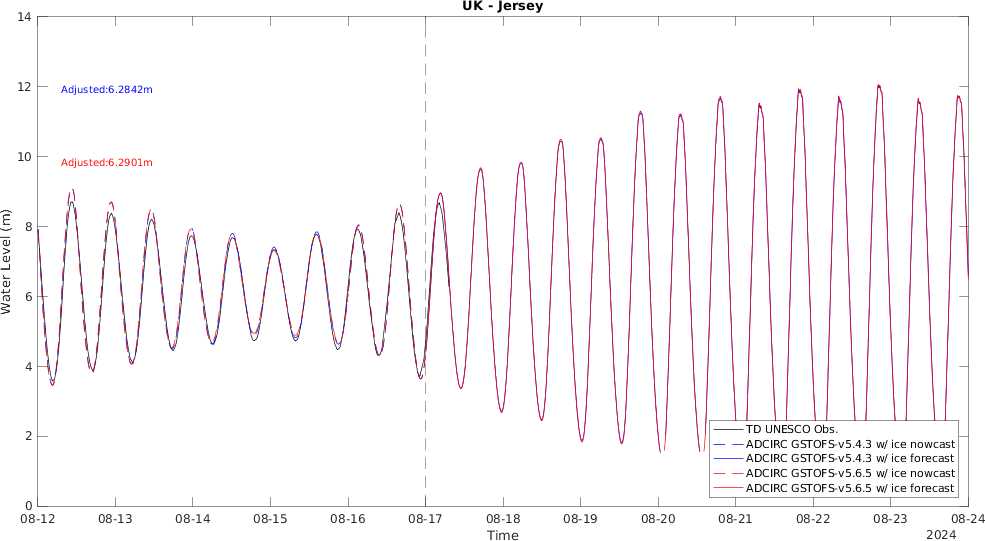 UK - Jersey
14
12
10
8
6
4
2
0
Water Level (m)
Adjusted:6.2842m
Adjusted:6.2901m
TD UNESCO Obs.
ADCIRC GSTOFS-v5.4.3 w/ ice nowcast
ADCIRC GSTOFS-v5.4.3 w/ ice forecast
ADCIRC GSTOFS-v5.6.5 w/ ice nowcast
ADCIRC GSTOFS-v5.6.5 w/ ice forecast
08-12 08-13 08-14 08-15 08-16 08-17 08-18 08-19 08-20 08-21 08-22 08-23 08-24
Time
2024